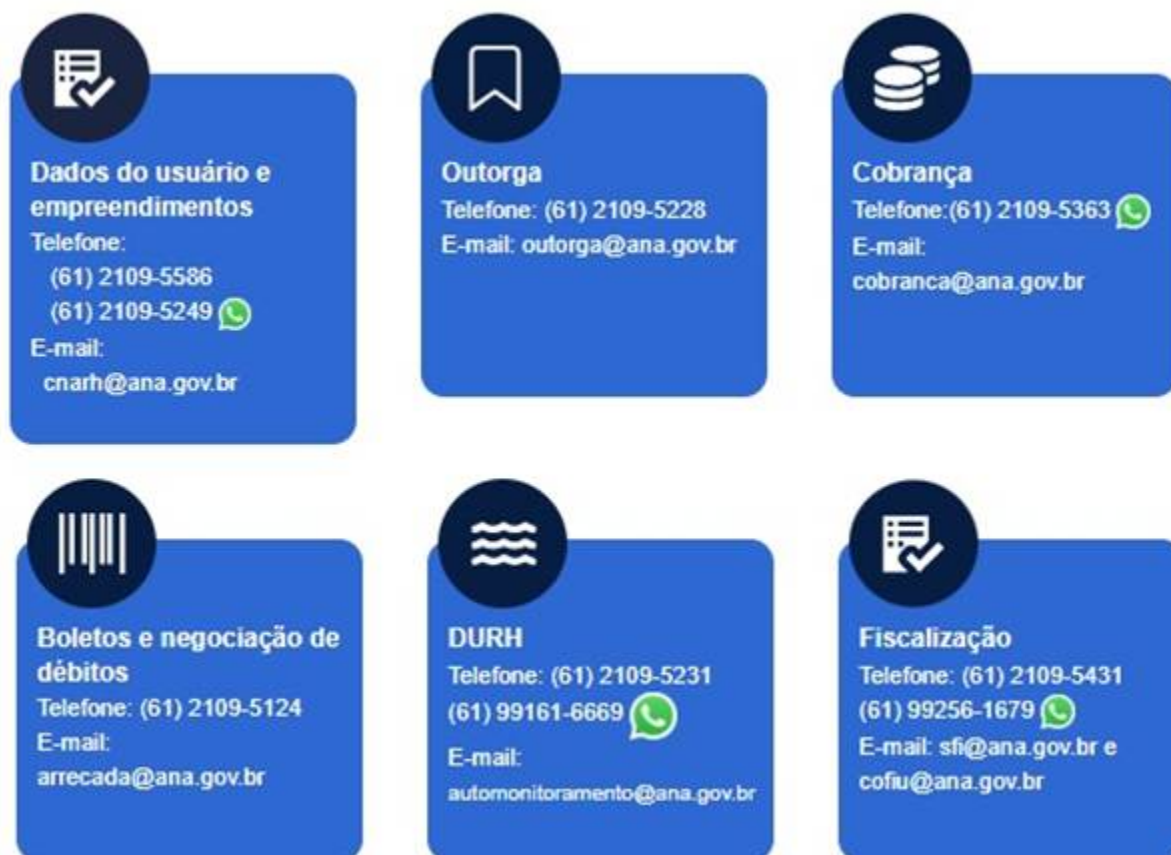 Dados do usuário e
empreendimentos
Telefone:
(61) 2109-5586
(61) 2109-5249
E-mail:
cnarh@ana.gov.br
Outorga
Telefone: (61) 2109-5228
E-mail: outorga@ana.gov.br
Cobrança
Telefone:(61) 2109-5363
E-mail:
cobranca@ana.gov.br
Boletos e negociação de
débitos
Telefone: (61) 2109-5124
E-mail:
arrecada@ana.gov.br
DURH
Telefone: (61) 2109-5231
(61) 99161-6669
E-mail:
automonitoramento@ana.gov.br
Fiscalização
Telefone: (61) 2109-5431
(61) 99256-1679
E-mail: sfi@ana.gov.br e
cofiu@ana.gov.br